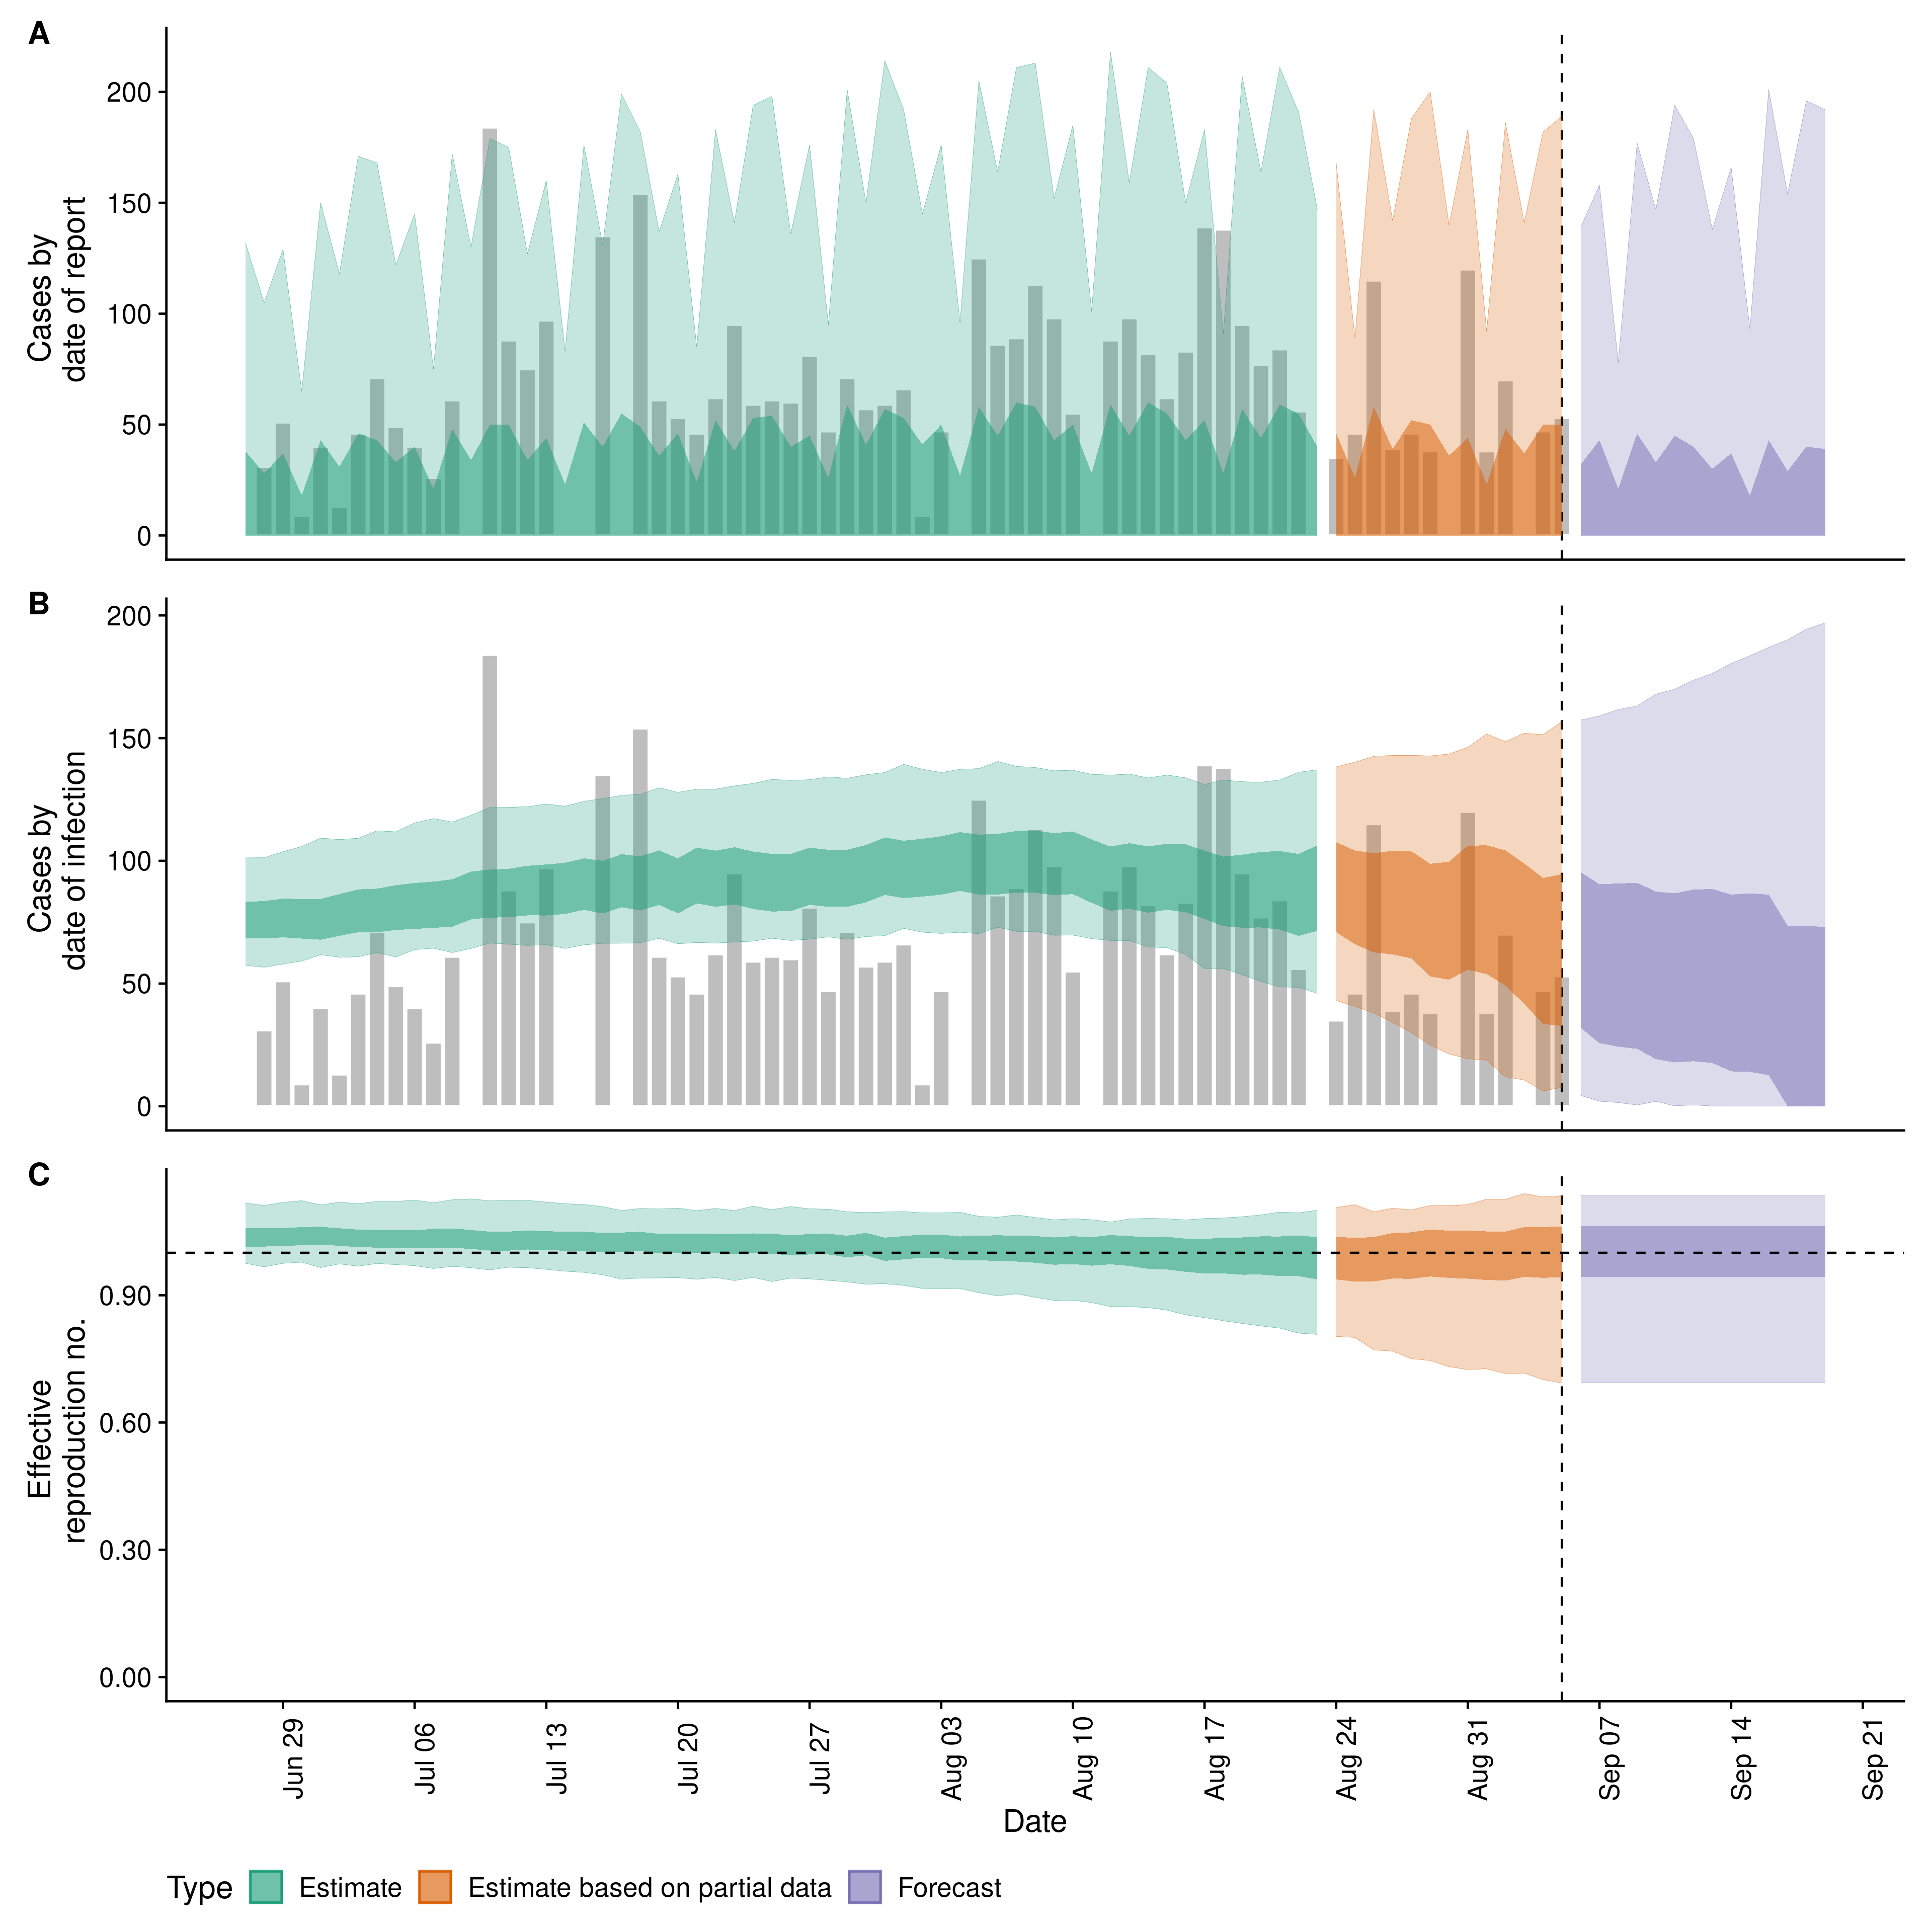 A
Cases by
date of report
200
150
100
50
0
B
Cases by
date of infection
200
150
100
50
0
C
Effective
reproduction no.
0.90
0.60
0.30
0.00
Jun 29
Jul 06
Jul 13
Jul 20
Jul 27
Aug 03
Aug 10
Aug 17
Aug 24
Aug 31
Sep 07
Sep 14
Sep 21
Date
Type Estimate Estimate based on partial data Forecast